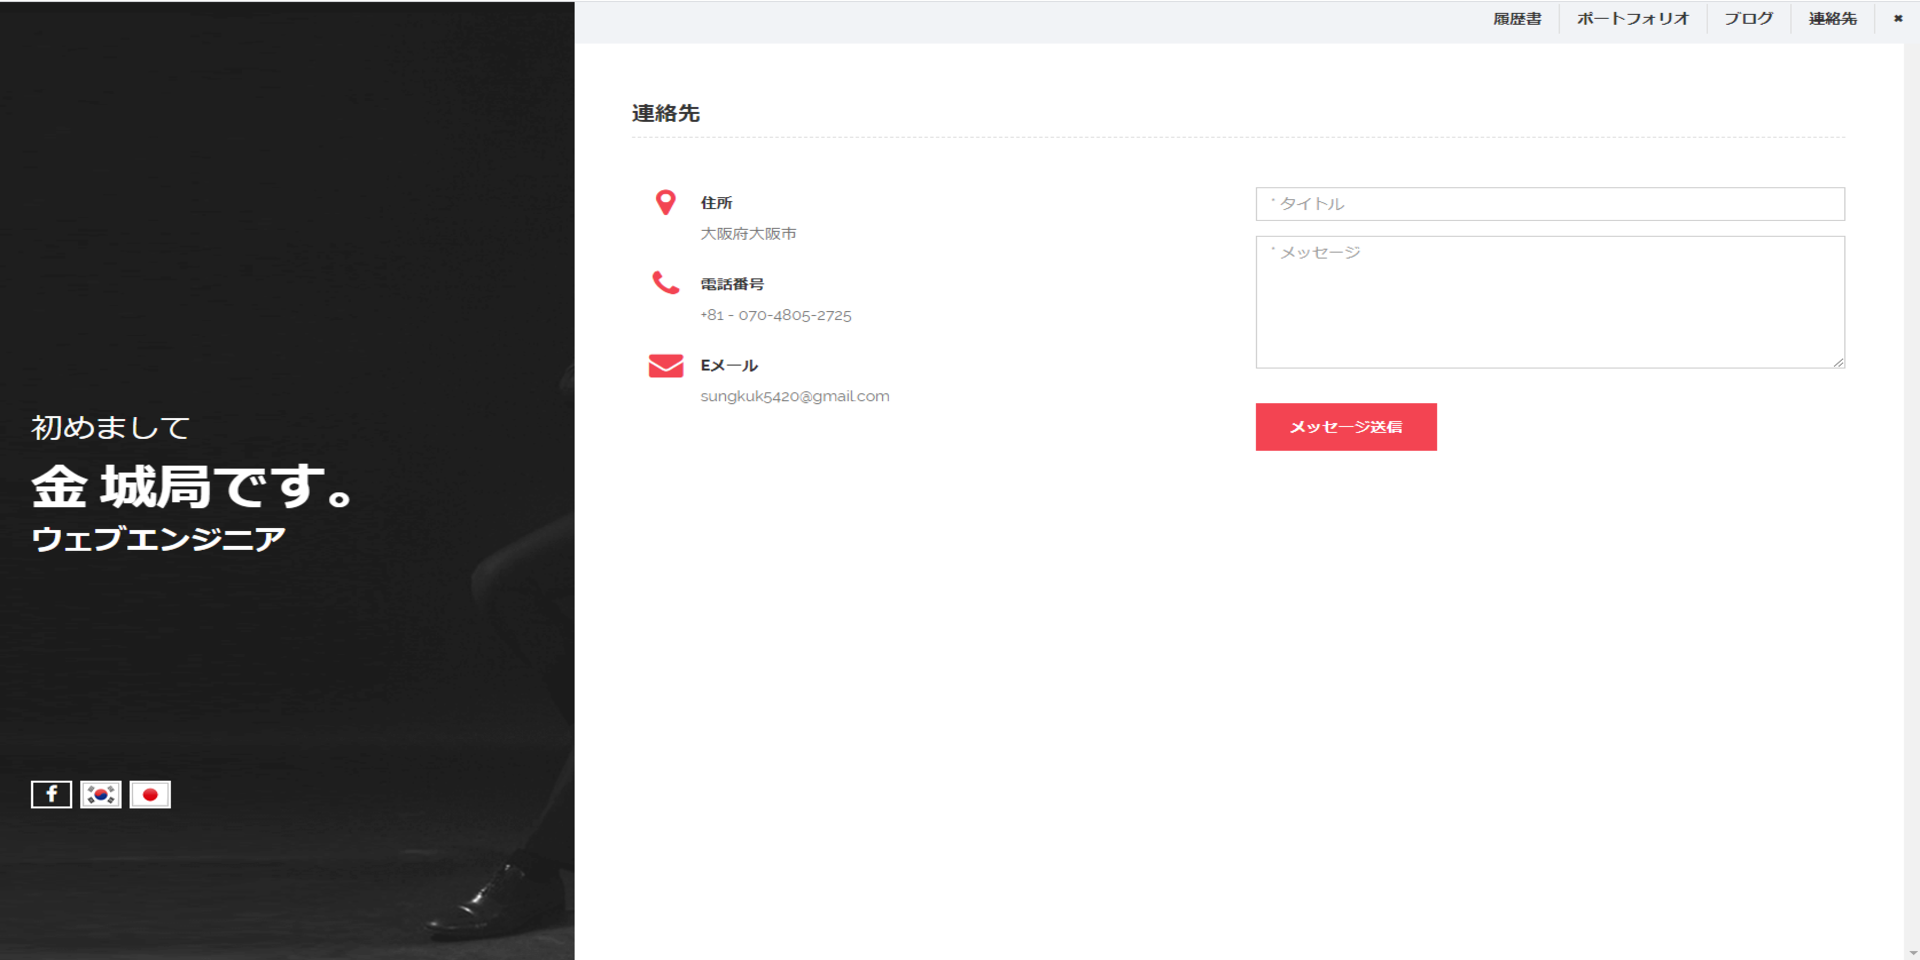 履歴書
ポートフォリオ
ブログ
連絡先
連絡先
住所
大阪府大阪市
電話番号
+81 - 070-4805-2725
Eメール
sungkuk5420@gmail.com
* タイトル
* メッセージ
メッセージ送信
初めまして
金 城局です。
ウェブエンジニア